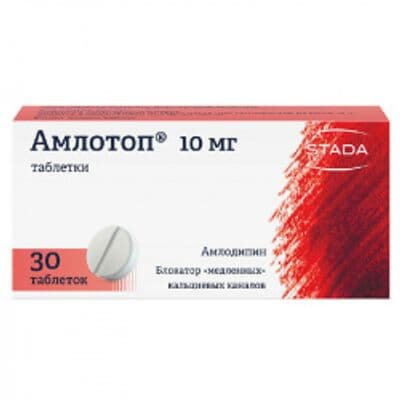 Амлотоп® 10 мг
таблетки
STADA
30
таблеток
Амлодипин
Блокатор «медленных»
кальциевых каналов